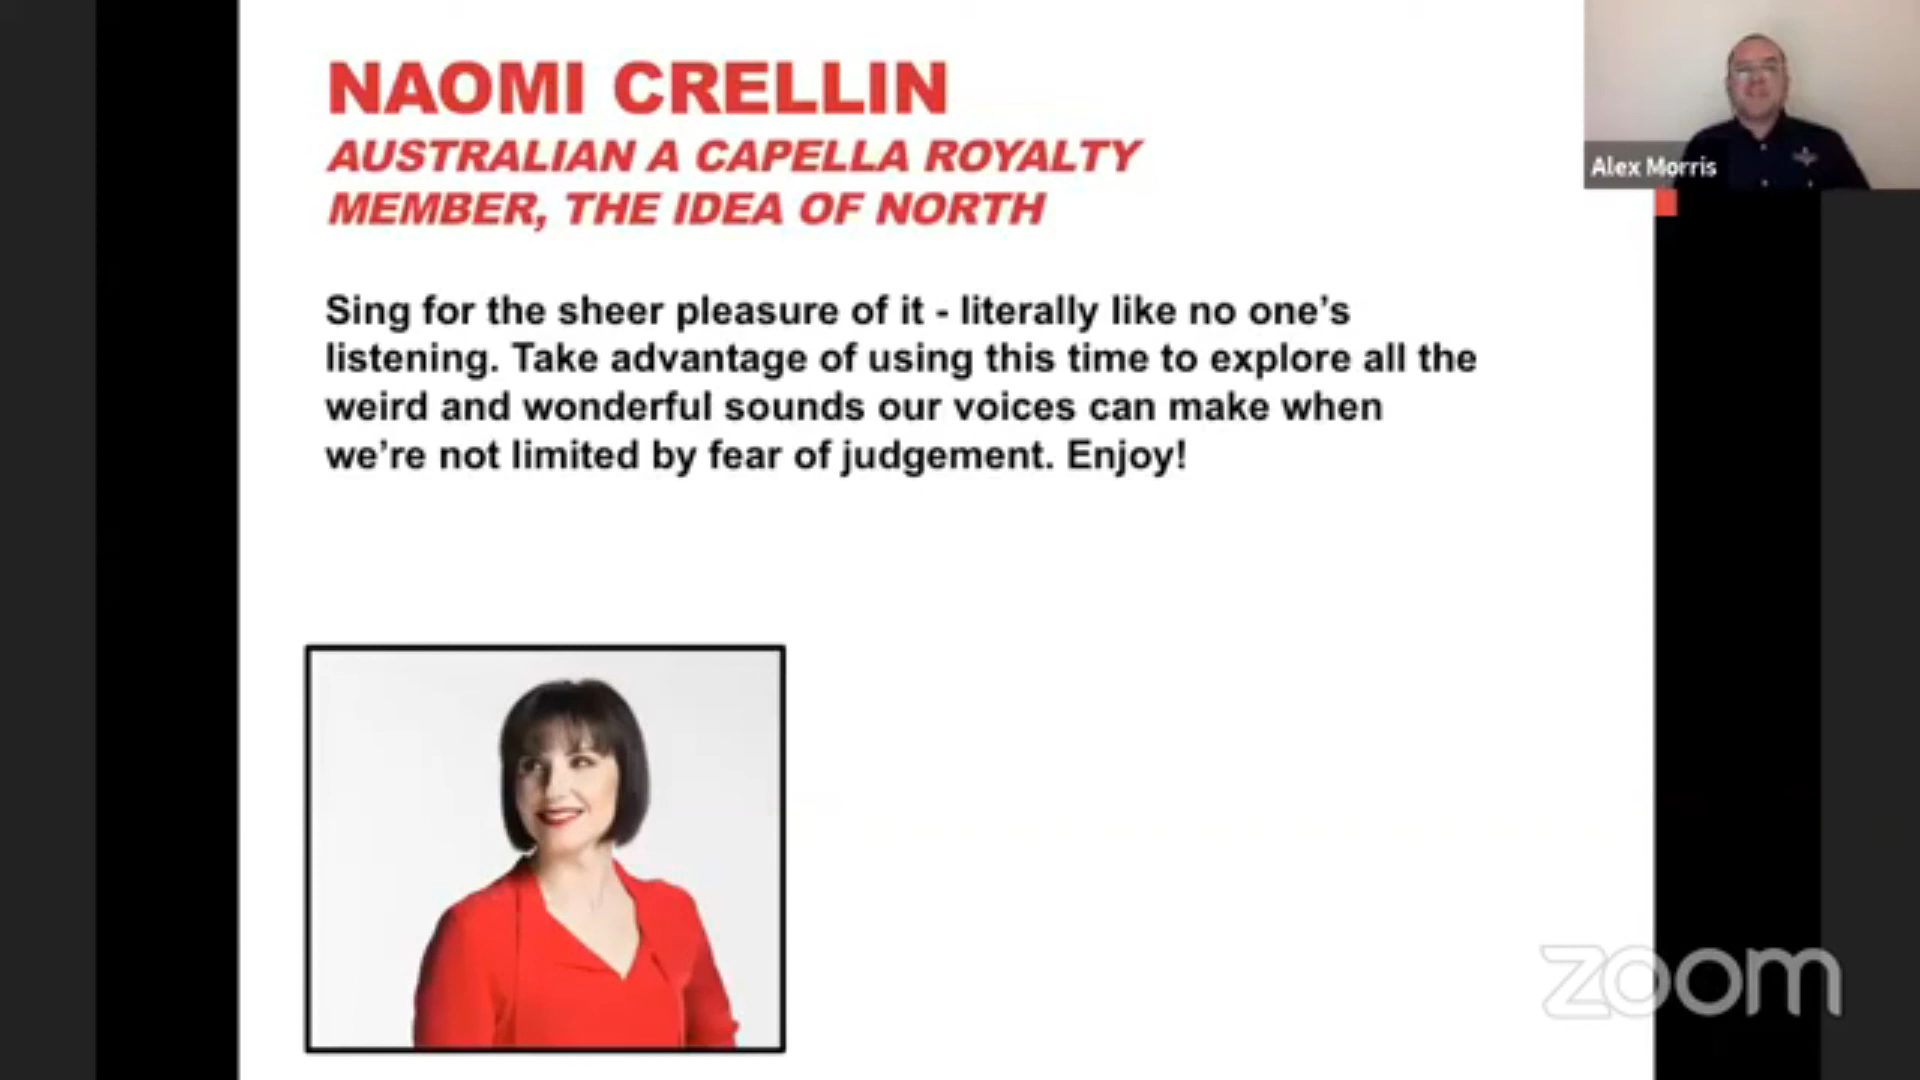 NAOMI CRELLIN
AUSTRALIAN A CAPELLA ROYALTY
MEMBER, THE IDEA OF NORTH
Sing for the sheer pleasure of it - literally like no one’s
listening. Take advantage of using this time to explore all the
weird and wonderful sounds our voices can make when
we’re not limited by fear of judgement. Enjoy!
Alex Morris
zoom